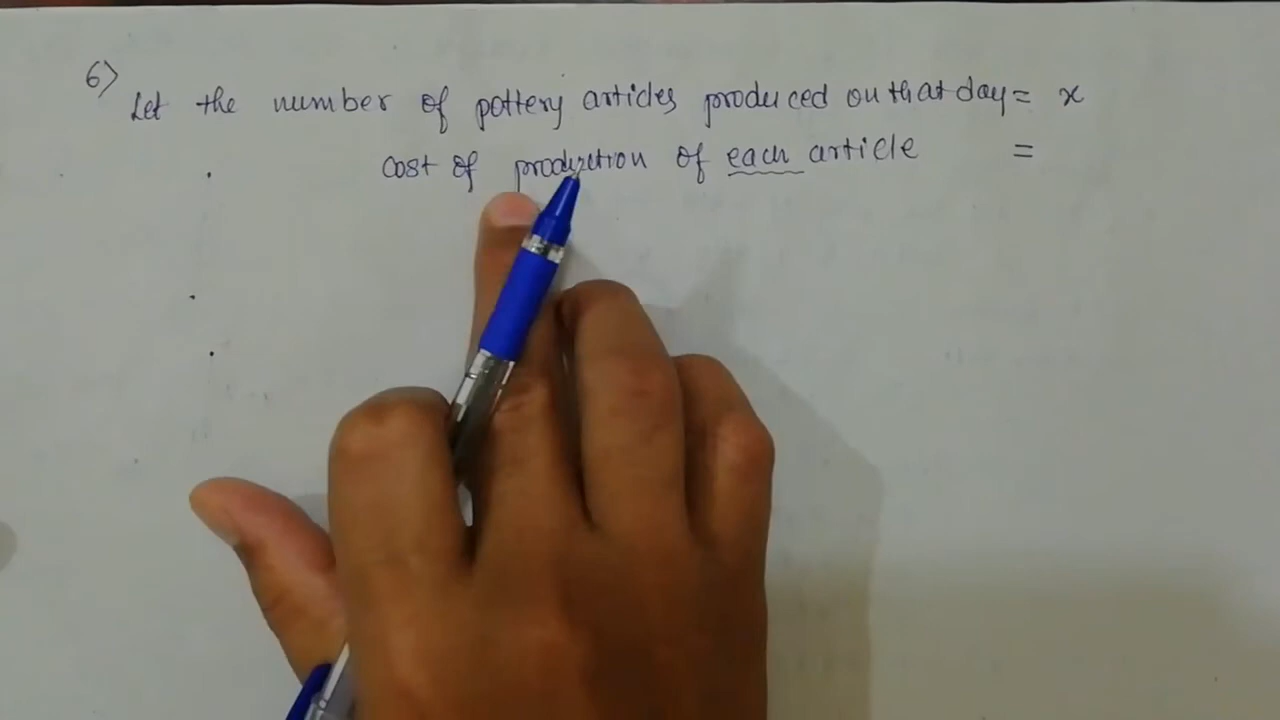 6)
Let the number of pottery articles produced on that day = x
cost of production of each article =